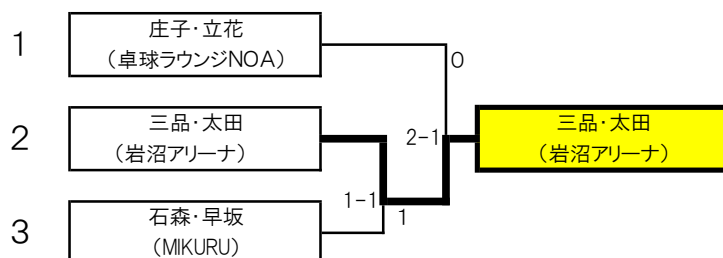 1
庄子・立花
(卓球ラウンジNOA)
0
2
三品・太田
(岩沼アリーナ)
2-1
三品・太田
(岩沼アリーナ)
1-1
1
3
石森・早坂
(MIKURU)